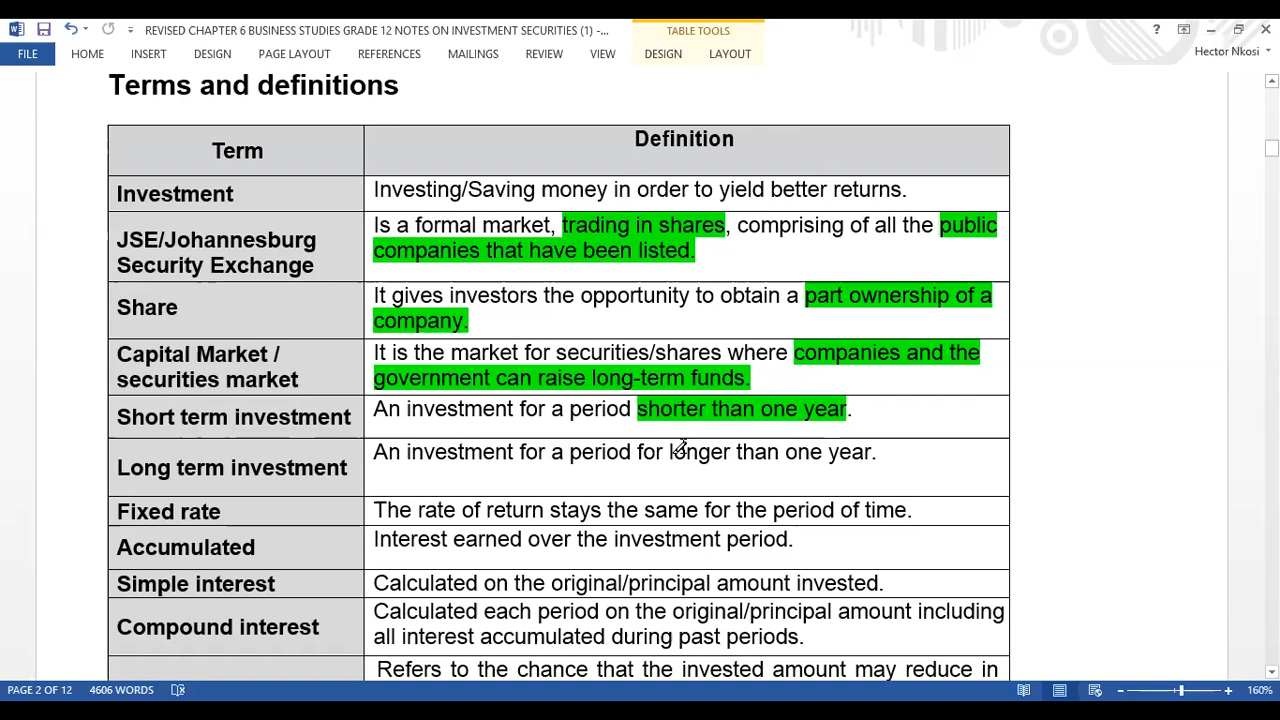 REVISED CHAPTER 6 BUSINESS STUDIES GRADE 12 NOTES ON INVESTMENT SECURITIES (1) -...
TABLE TOOLS
?
FILE HOME INSERT DESIGN PAGE LAYOUT REFERENCES MAILINGS REVIEW VIEW DESIGN LAYOUT
Hector Nkosi
Terms and definitions
Term
Definition
Investment
Investing/Saving money in order to yield better returns.
JSE/Johannesburg
Security Exchange
Is a formal market, trading in shares, comprising of all the public
companies that have been listed.
Share
It gives investors the opportunity to obtain a part ownership of a
company.
Capital Market /
securities market
It is the market for securities/shares where companies and the
government can raise long-term funds.
Short term investment
An investment for a period shorter than one year.
Long term investment
An investment for a period for longer than one year.
Fixed rate
The rate of return stays the same for the period of time.
Accumulated
Interest earned over the investment period.
Simple interest
Calculated on the original/principal amount invested.
Compound interest
Calculated each period on the original/principal amount including
all interest accumulated during past periods.
Refers to the chance that the invested amount may reduce in
PAGE 2 OF 12 4606 WORDS
160%